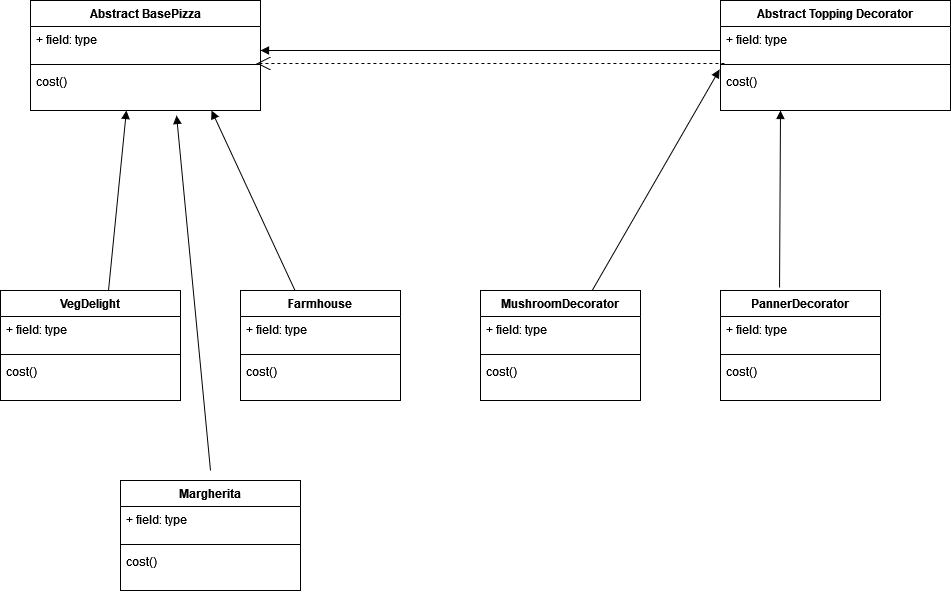 Abstract BasePizza
+ field: type
cost()
Abstract Topping Decorator
+ field: type
cost()
VegDelight
+ field: type
cost()
Farmhouse
+ field: type
cost()
MushroomDecorator
+ field: type
cost()
PannerDecorator
+ field: type
cost()
Margherita
+ field: type
cost()